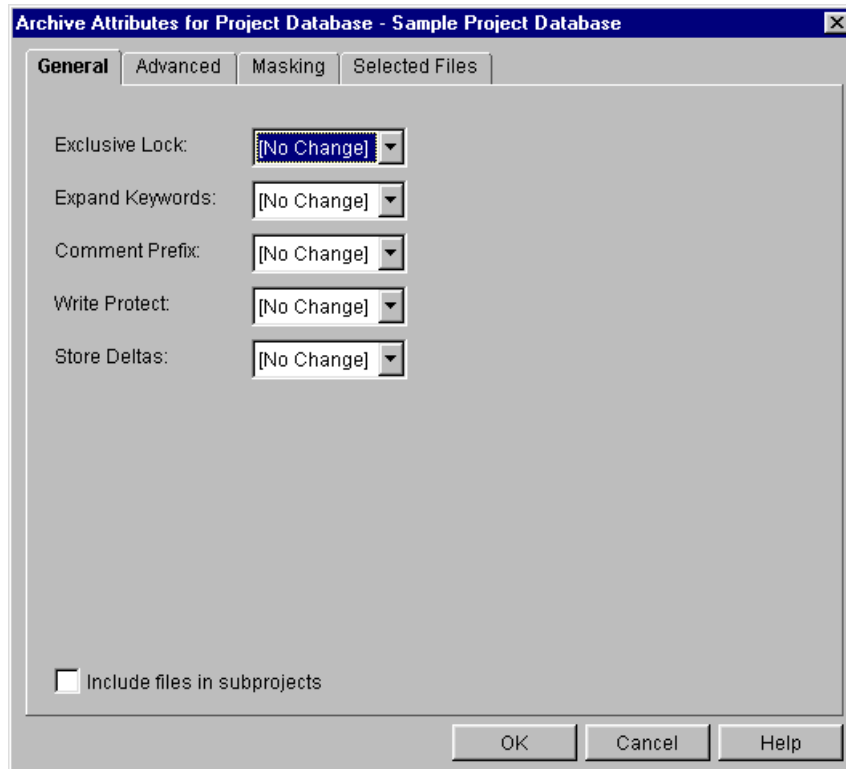 Archive Attributes for Project Database - Sample Project Database
General Advanced Masking Selected Files
Exclusive Lock: [No Change]
Expand Keywords: [No Change]
Comment Prefix: [No Change]
Write Protect: [No Change]
Store Deltas: [No Change]
Include files in subprojects
OK Cancel Help